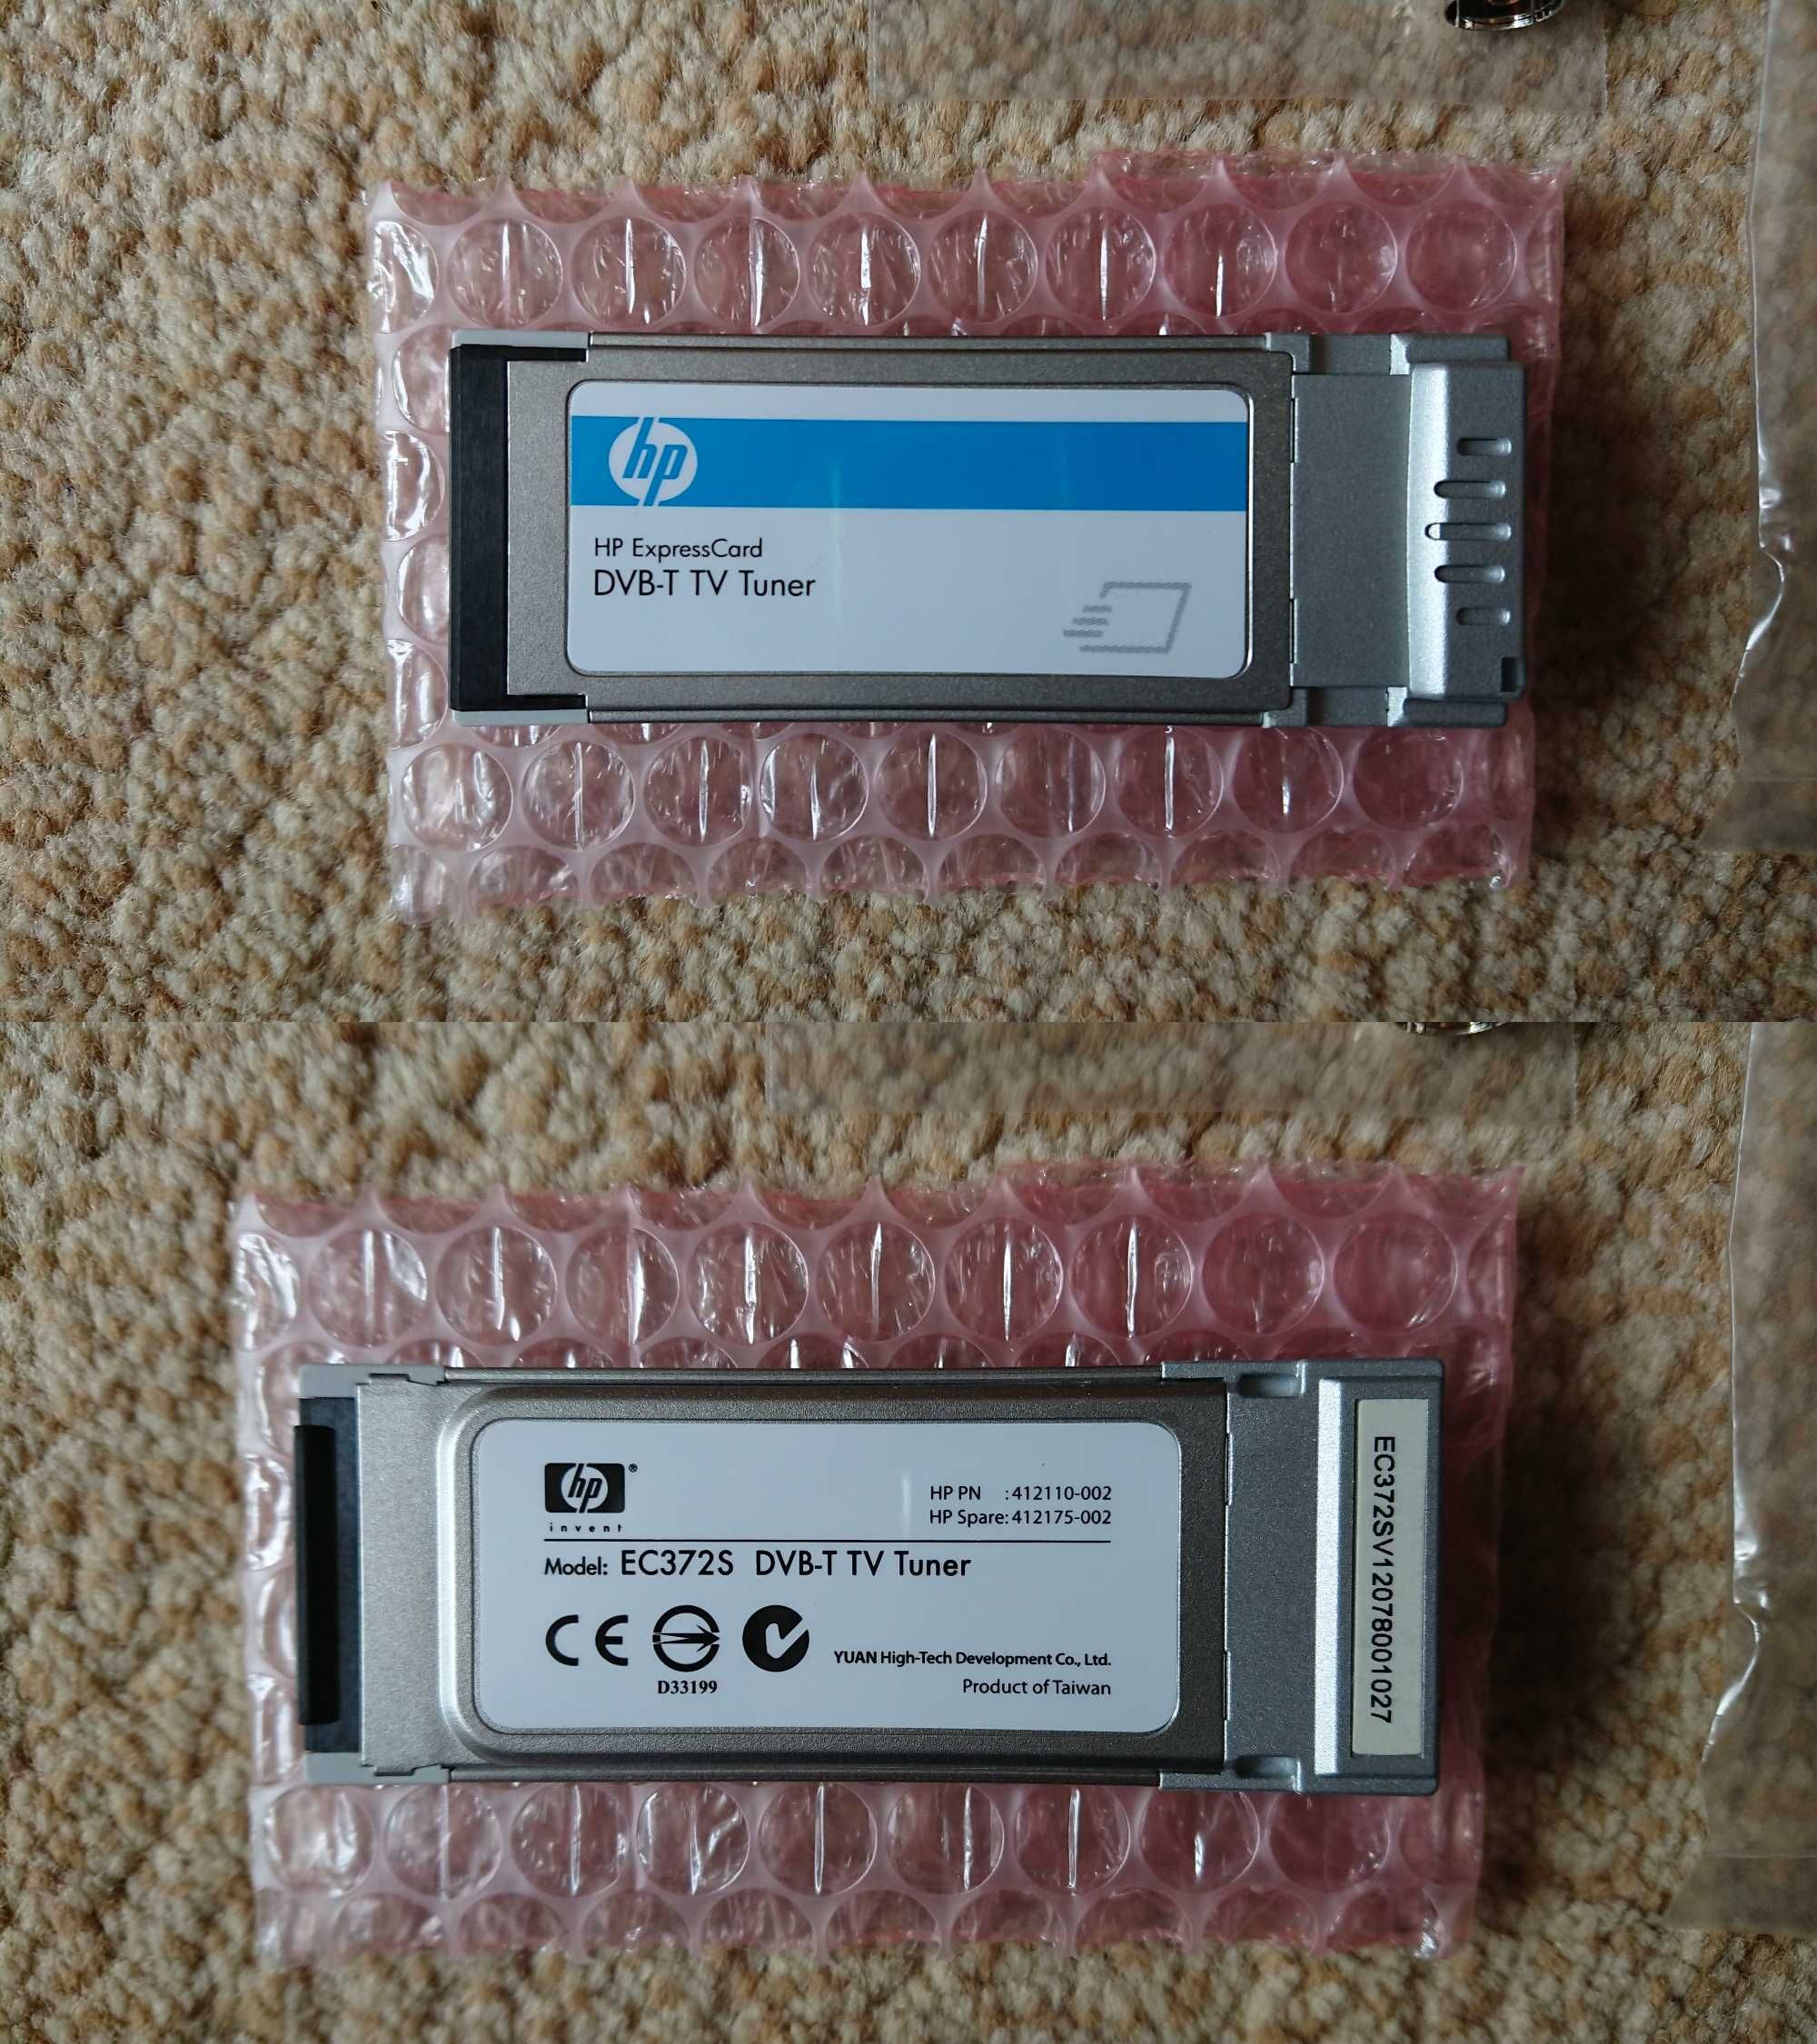 hp
HP ExpressCard
DVB-T TV Tuner
hp®
invent
HP PN :412110-002
HP Spare:412175-002
Model: EC372S DVB-T TV Tuner
CE
D33199
YUAN High-Tech Development Co., Ltd.
Product of Taiwan
EC372SV12078001027